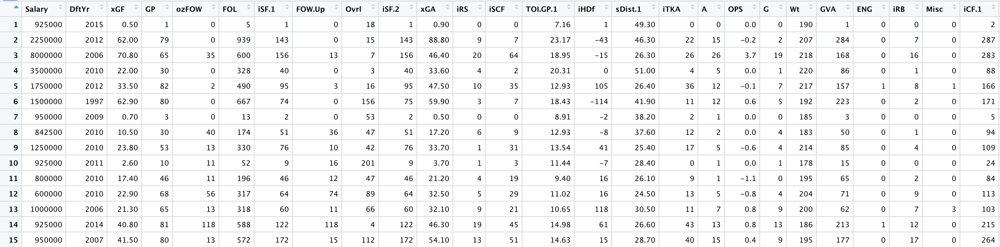 Salary DftYr xGF GP ozFOW FOL iSF.1 FOW.Up Ovrl iSF.2 xGA iRS iSCF TOI.GP.1 iHDf sDist.1 iTKA A OPS G Wt GVA ENG iRB Misc iCF.1
1 925000 2015 0.50 1 0 5 1 0 18 1 0.90 0 0 7.16 1 49.30 0 0 0.0 0 190 1 0 0 0 2
2 2250000 2012 62.00 79 0 939 143 0 15 143 88.80 9 7 23.17 -43 46.30 22 15 -0.2 2 207 284 0 7 0 287
3 8000000 2006 70.80 65 35 600 156 13 7 156 46.40 20 64 18.95 -15 26.30 26 26 3.7 19 218 168 0 16 0 283
4 3500000 2010 22.00 30 0 328 40 0 3 40 33.60 4 2 20.31 0 51.00 4 5 0.0 1 220 86 0 1 0 88
5 1750000 2012 33.50 82 2 490 95 3 16 95 47.50 10 35 12.93 105 26.40 36 12 -0.1 7 217 157 1 8 1 166
6 1500000 1997 62.90 80 0 667 74 0 156 75 59.90 3 7 18.43 -114 41.90 11 12 0.6 5 192 223 0 2 0 171
7 950000 2009 0.70 3 0 13 2 0 53 2 0.50 0 0 8.91 -2 38.20 2 1 0.0 0 185 3 0 0 0 5
8 842500 2010 10.50 30 40 174 51 36 47 51 17.20 6 9 12.93 -8 37.60 12 2 0.0 4 183 50 0 1 0 94
9 1250000 2010 23.80 53 13 330 76 10 42 76 33.70 1 31 13.54 41 25.40 17 5 -0.6 4 214 85 0 4 0 109
10 925000 2011 2.60 10 11 52 9 16 201 9 3.70 1 3 11.44 -7 28.40 0 1 0.0 1 178 15 0 0 0 24
11 800000 2010 17.40 46 11 196 46 12 47 46 21.20 4 19 9.40 16 26.10 9 1 -1.1 0 195 65 0 2 0 84
12 600000 2010 22.90 68 56 317 64 74 89 64 32.50 5 29 11.02 16 24.50 13 5 -0.8 4 204 71 0 9 0 113
13 1000000 2006 21.30 65 13 318 60 11 66 60 32.10 9 21 10.65 118 30.50 11 7 0.8 9 200 62 0 7 3 103
14 925000 2014 40.80 81 118 588 122 118 4 122 46.30 19 45 14.98 61 26.60 43 13 0.8 13 186 213 1 12 0 215
15 950000 2007 41.50 80 13 572 172 15 112 172 54.10 13 51 14.63 15 28.70 40 15 0.4 9 195 177 0 17 0 264